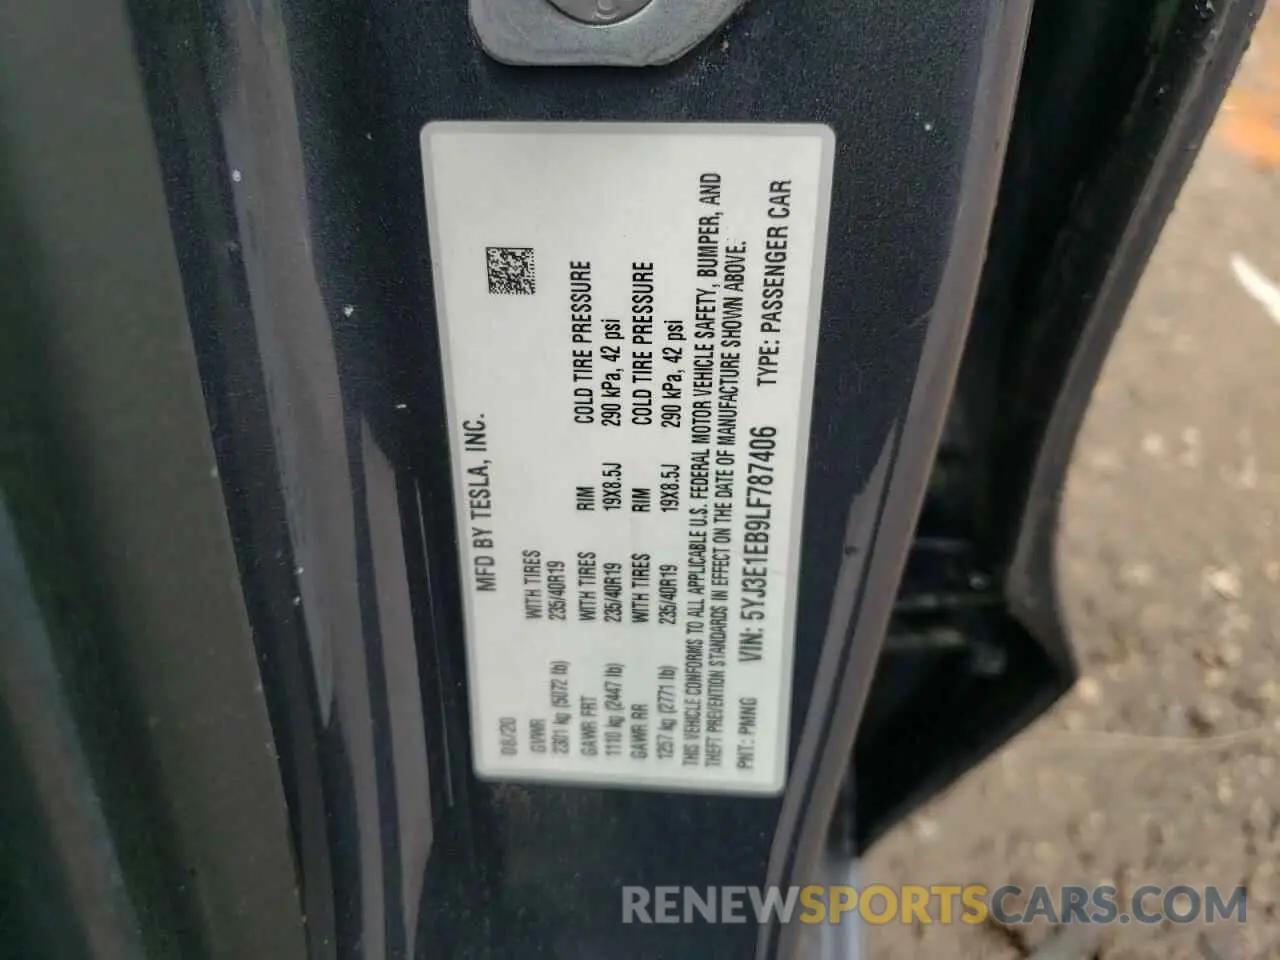 MFD BY TESLA, INC.
08/20
GVWR WITH TIRES
2301 kg (5072 lb) 235/40R19
GAWR FRT WITH TIRES RIM COLD TIRE PRESSURE
1110 kg (2447 lb) 235/40R19 19X8.5J 290 kPa, 42 psi
GAWR RR WITH TIRES RIM COLD TIRE PRESSURE
1257 kg (2771 lb) 235/40R19 19X8.5J 290 kPa, 42 psi
THIS VEHICLE CONFORMS TO ALL APPLICABLE U.S. FEDERAL MOTOR VEHICLE SAFETY, BUMPER, AND
THEFT PREVENTION STANDARDS IN EFFECT ON THE DATE OF MANUFACTURE SHOWN ABOVE.
PNT: PMNG VIN: 5YJ3E1EB9LF787406 TYPE: PASSENGER CAR
RENEWSPORTSCARS.COM